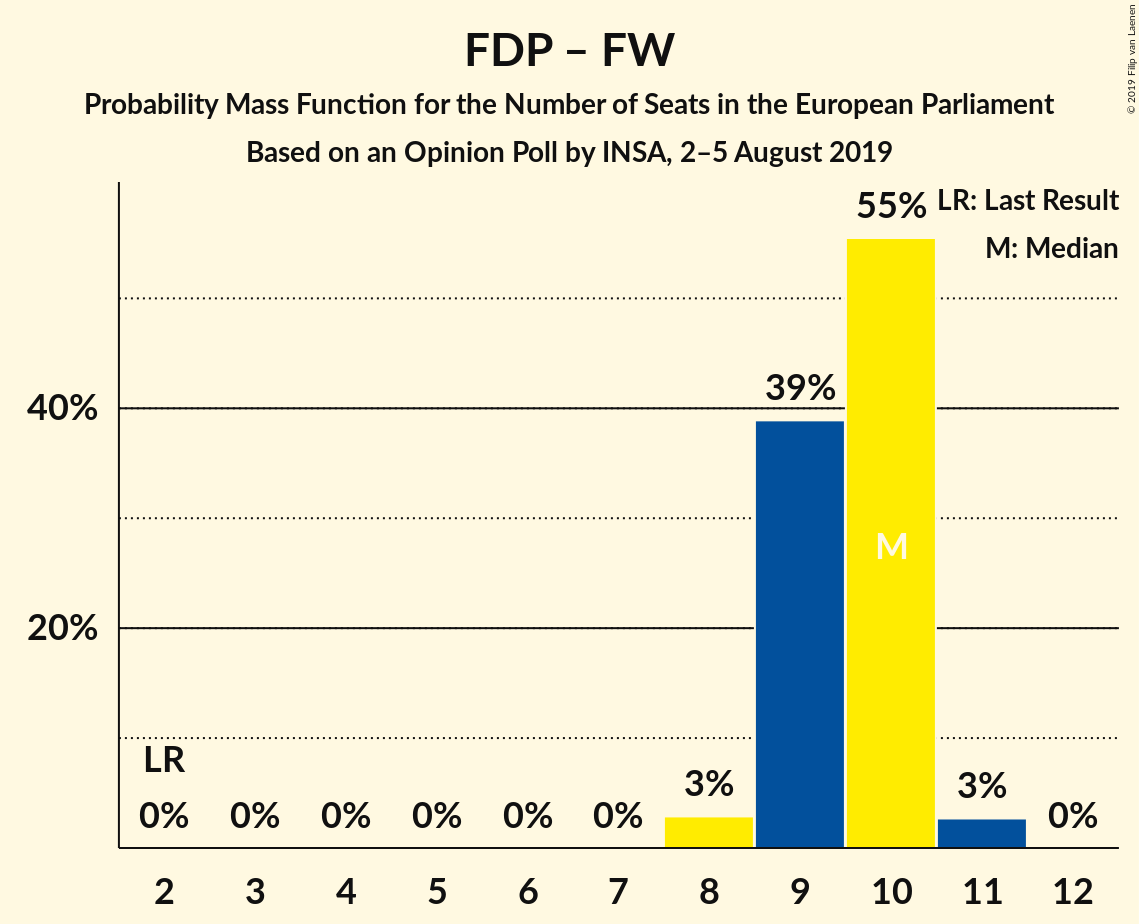 FDP – FW
Probability Mass Function for the Number of Seats in the European Parliament
Based on an Opinion Poll by INSA, 2–5 August 2019
© 2019 Filip van Laenen
LR: Last Result
M: Median
55%
39%
40%
M
20%
LR
0% 0% 0% 0% 0% 0% 3% 3% 0%
2 3 4 5 6 7 8 9 10 11 12